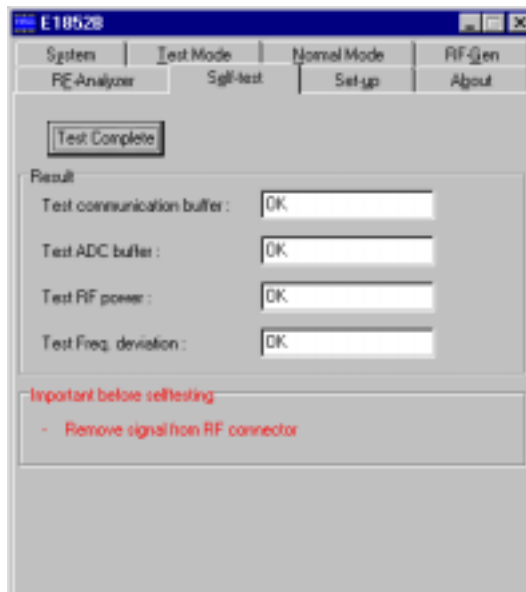 E1852B
System Test Mode Normal Mode RF-Gen
RF-Analyzer Self-test Set-up About
Test Complete
Result
Test communication buffer : OK
Test ADC buffer : OK
Test RF power : OK
Test Freq. deviation : OK
Important before selftesting
- Remove signal from RF connector